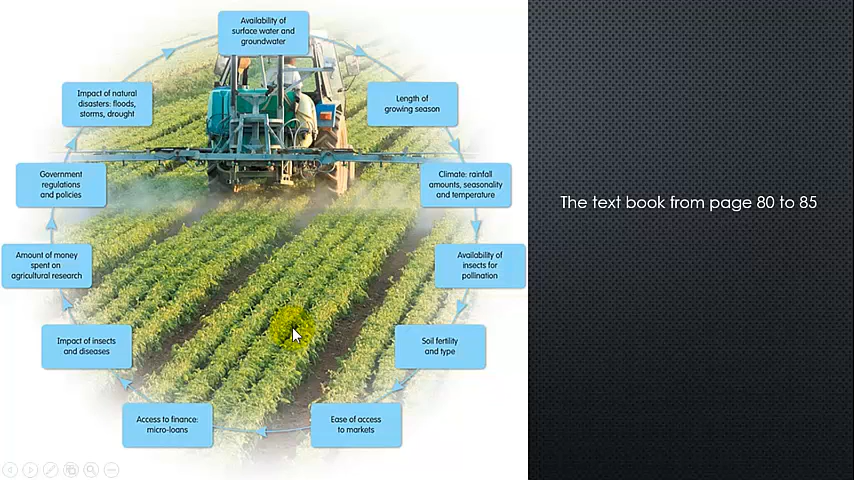 Availability of
surface water and
groundwater
Length of
growing season
Climate: rainfall
amounts, seasonality
and temperature
Availability of
insects for
pollination
Soil fertility
and type
Ease of access
to markets
Access to finance:
micro-loans
Impact of insects
and diseases
Amount of money
spent on
agricultural research
Government
regulations
and policies
Impact of natural
disasters: floods,
storms, drought
The text book from page 80 to 85